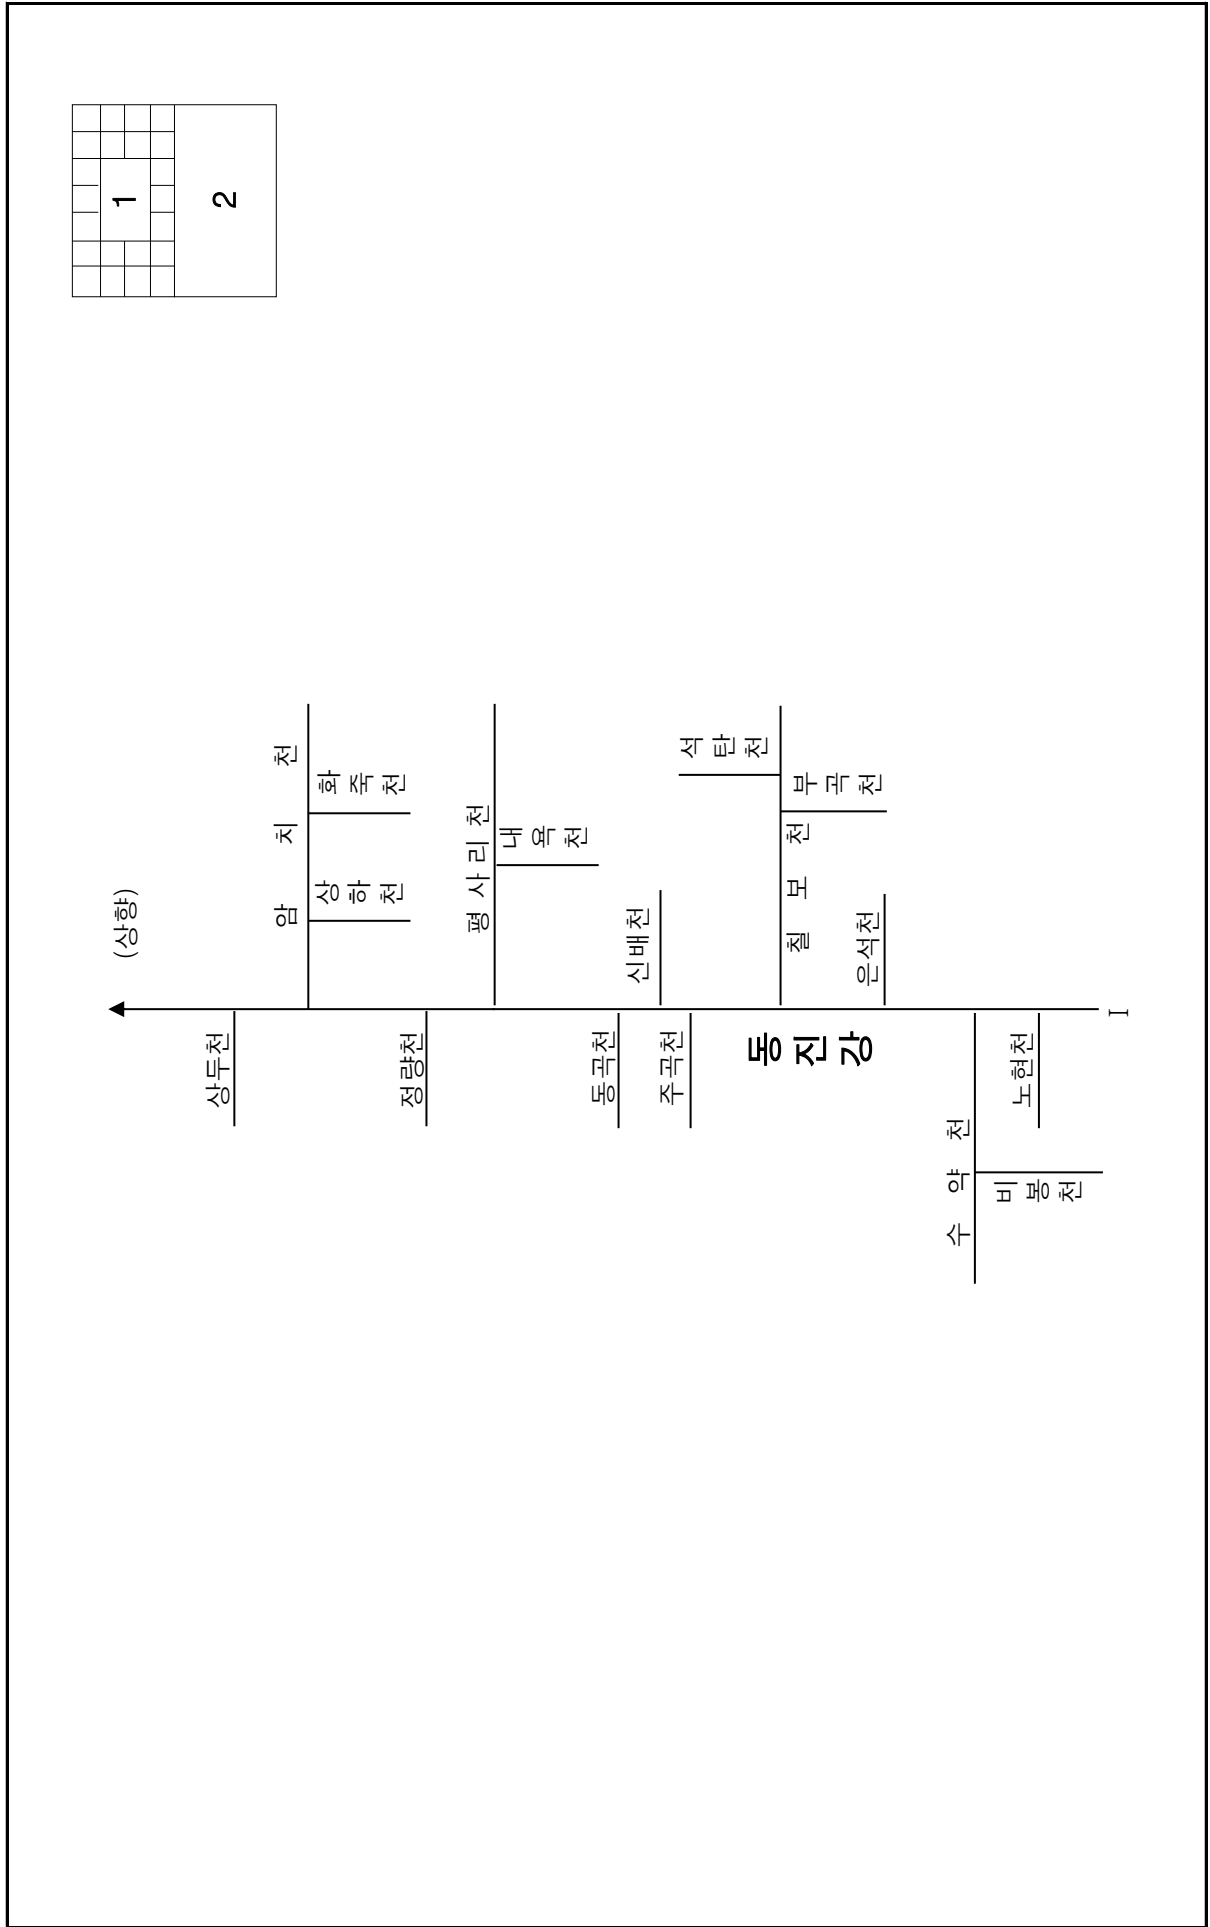 1
2
(상향)
상두천
암치천
화죽천
상하천
정량천
평사리천
내욕천
동곡천
신배천
주곡천
석탄천
칠보천
부곡천
동진강
은석천
수약천
비봉천
노현천
I